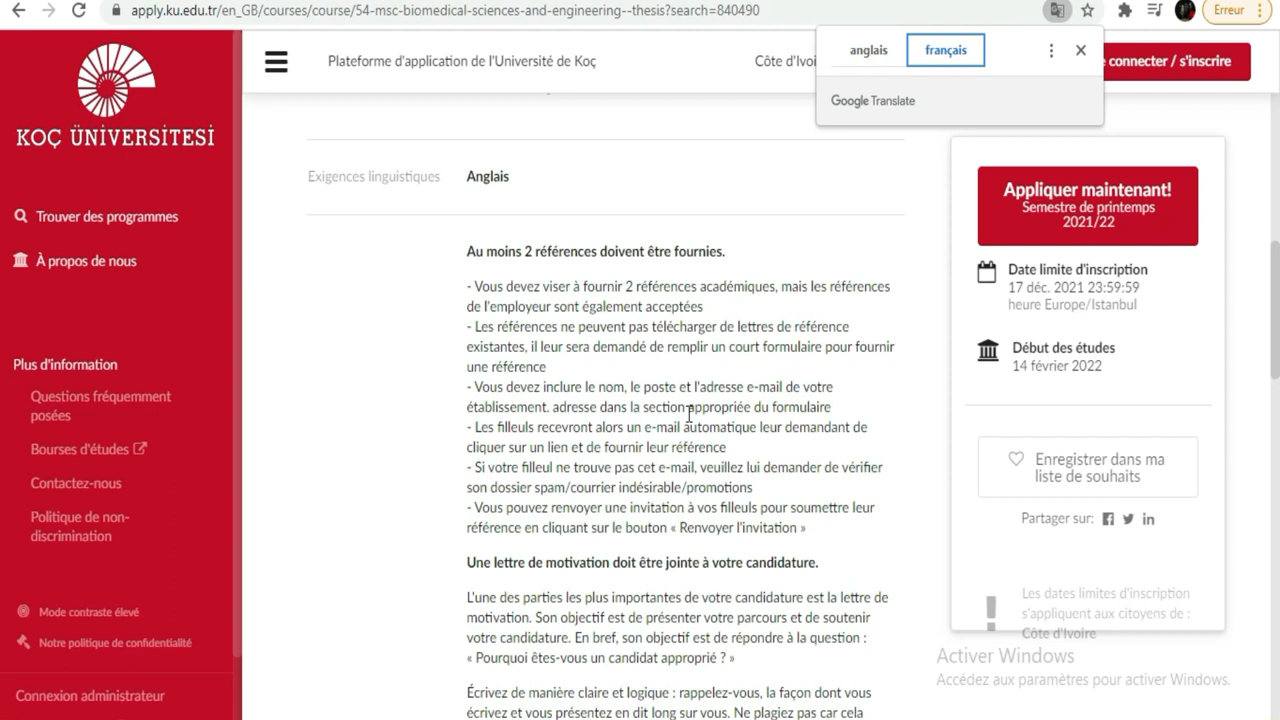 apply.ku.edu.tr/en_GB/courses/course/54-msc-biomedical-sciences-and-engineering--thesis?search=840490
Erreur
KOÇ ÜNİVERSİTESİ
Trouver des programmes
À propos de nous
Plus d'information
Questions fréquemment
posées
Bourses d'études
Contactez-nous
Politique de non-
discrimination
Mode contraste élevé
Notre politique de confidentialité
Connexion administrateur
Plateforme d'application de l'Université de Koç
Côte d'Ivoi
connecter / s'inscrire
anglais
français
Google Translate
Exigences linguistiques
Anglais
Au moins 2 références doivent être fournies.
- Vous devez viser à fournir 2 références académiques, mais les références
de l'employeur sont également acceptées
- Les références ne peuvent pas télécharger de lettres de référence
existantes, il leur sera demandé de remplir un court formulaire pour fournir
une référence
- Vous devez inclure le nom, le poste et l'adresse e-mail de votre
établissement. adresse dans la section appropriée du formulaire
- Les filleuls recevront alors un e-mail automatique leur demandant de
cliquer sur un lien et de fournir leur référence
- Si votre filleul ne trouve pas cet e-mail, veuillez lui demander de vérifier
son dossier spam/courrier indésirable/promotions
- Vous pouvez renvoyer une invitation à vos filleuls pour soumettre leur
référence en cliquant sur le bouton « Renvoyer l'invitation »
Une lettre de motivation doit être jointe à votre candidature.
L'une des parties les plus importantes de votre candidature est la lettre de
motivation. Son objectif est de présenter votre parcours et de soutenir
votre candidature. En bref, son objectif est de répondre à la question :
« Pourquoi êtes-vous un candidat approprié ? »
Écrivez de manière claire et logique : rappelez-vous, la façon dont vous
écrivez et vous présentez en dit long sur vous. Ne plagiez pas car cela
Appliquer maintenant!
Semestre de printemps
2021/22
Date limite d'inscription
17 déc. 2021 23:59:59
heure Europe/Istanbul
Début des études
14 février 2022
Enregistrer dans ma
liste de souhaits
Partager sur:
Les dates limites d'inscription
s'appliquent aux citoyens de :
Côte d'Ivoire
Activer Windows
Accédez aux paramètres pour activer Windows.